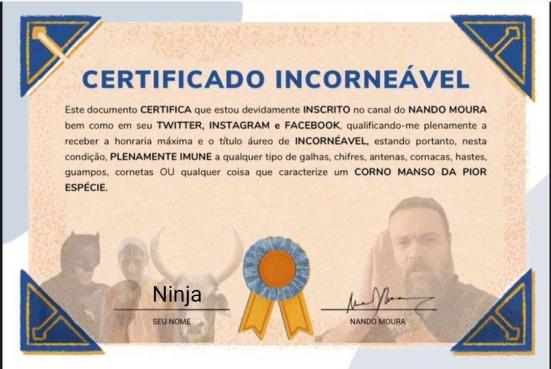 CERTIFICADO INCORNEÁVEL
Este documento CERTIFICA que estou devidamente INSCRITO no canal do NANDO MOURA
bem como em seu TWITTER, INSTAGRAM e FACEBOOK, qualificando-me plenamente a
receber a honraria máxima e o título áureo de INCORNÉAVEL, estando portanto, nesta
condição, PLENAMENTE IMUNE a qualquer tipo de galhas, chifres, antenas, cornacas, hastes,
guampos, cornetas OU qualquer coisa que caracterize um CORNO MANSO DA PIOR
ESPÉCIE.
Ninja
SEU NOME
NANDO MOURA